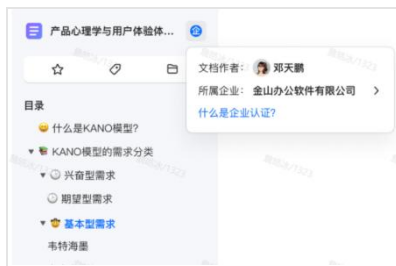 产品心理学与用户体验体...
企
文档作者： 邓天鹏
所属企业： 金山办公软件有限公司
什么是企业认证?
目录
什么是KANO模型?
KANO模型的需求分类
兴奋型需求
期望型需求
基本型需求
韦特海墨